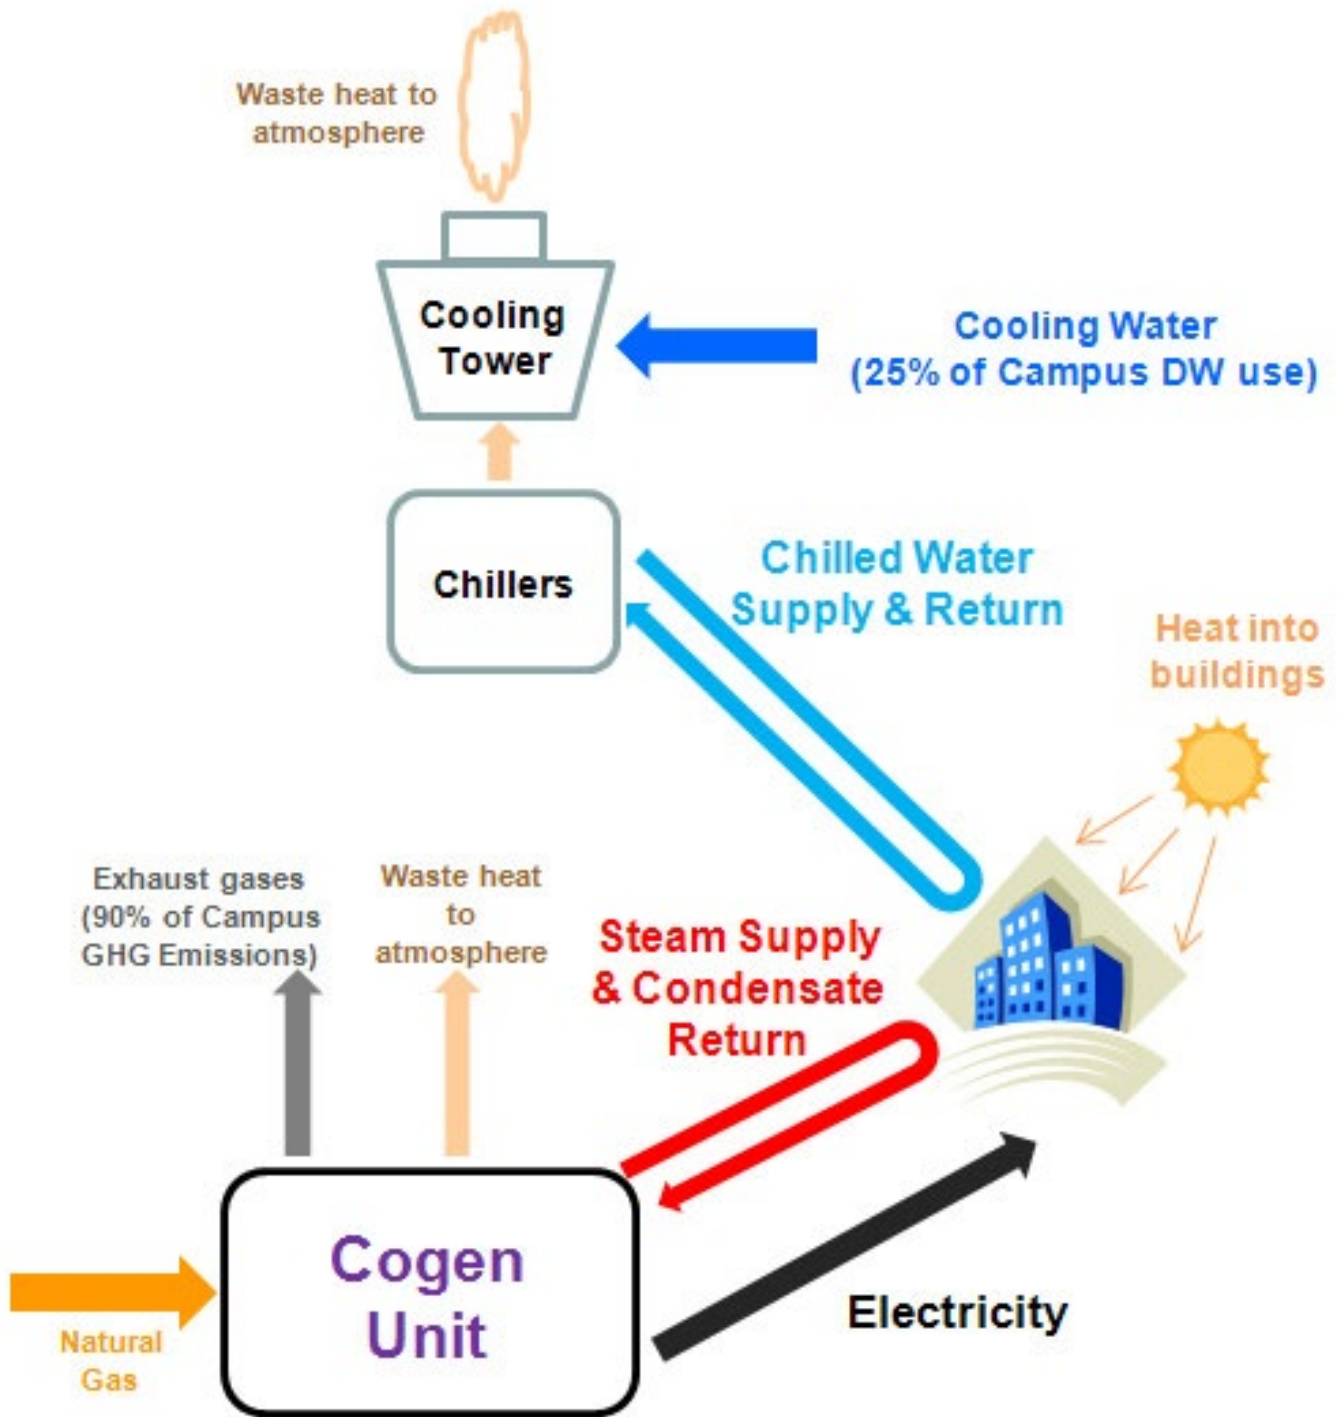 Waste heat to
atmosphere
Cooling
Tower
Cooling Water
(25% of Campus DW use)
Chillers
Chilled Water
Supply & Return
Heat into
buildings
Exhaust gases
(90% of Campus
GHG Emissions)
Waste heat
to
atmosphere
Steam Supply
& Condensate
Return
Cogen
Unit
Natural
Gas
Electricity